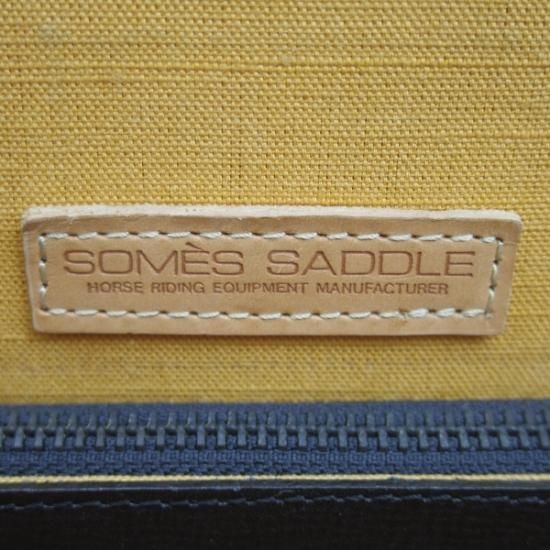 SOMÈS SADDLE
HORSE RIDING EQUIPMENT MANUFACTURER